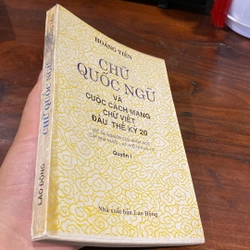 HOÀNG TIẾN
CHỮ
QUỐC NGỮ
VÀ
CUỘC CÁCH MẠNG
CHỮ VIẾT
ĐẦU THẾ KỶ 20
Quyển I
Nhà xuất bản Lao Động
CHỮ QUỐC NGỮ
LAO ĐỘNG